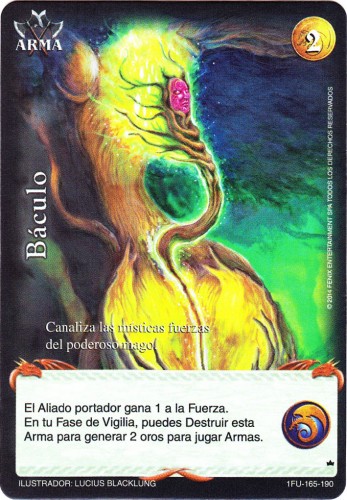 ARMA
2
Báculo
© 2014 FENIX ENTERTAINMENT SPA TODOS LOS DERECHOS RESERVADOS
Canaliza las místicas fuerzas
del poderoso mago.
El Aliado portador gana 1 a la Fuerza.
En tu Fase de Vigilia, puedes Destruir esta
Arma para generar 2 oros para jugar Armas.
ILUSTRADOR: LUCIUS BLACKLUNG
1FU-165-190